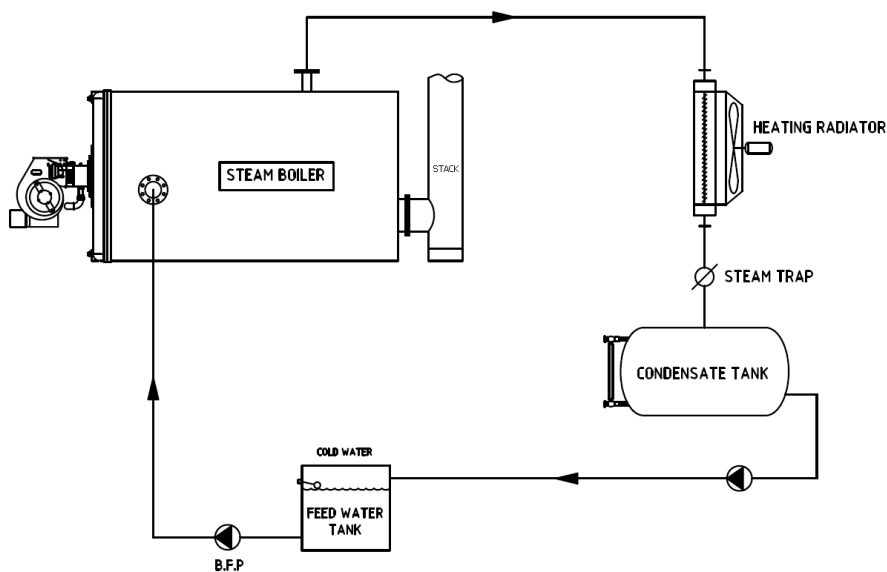 STEAM BOILER
STACK
HEATING RADIATOR
STEAM TRAP
CONDENSATE TANK
COLD WATER
FEED WATER
TANK
B.F.P